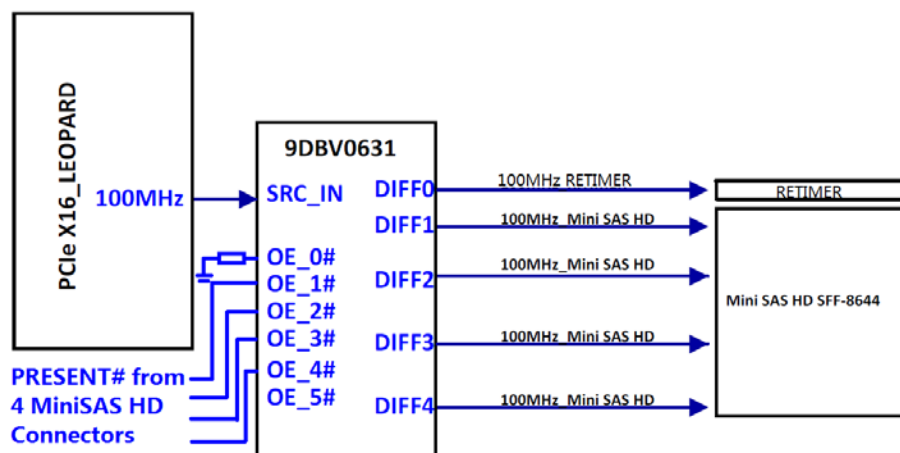 PCIe X16_LEOPARD
100MHz
9DBV0631
SRC_IN
OE_0#
OE_1#
OE_2#
OE_3#
OE_4#
OE_5#
PRESENT# from
4 MiniSAS HD
Connectors
DIFF0
DIFF1
DIFF2
DIFF3
DIFF4
100MHz RETIMER
100MHz_Mini SAS HD
100MHz_Mini SAS HD
100MHz_Mini SAS HD
100MHz_Mini SAS HD
RETIMER
Mini SAS HD SFF-8644